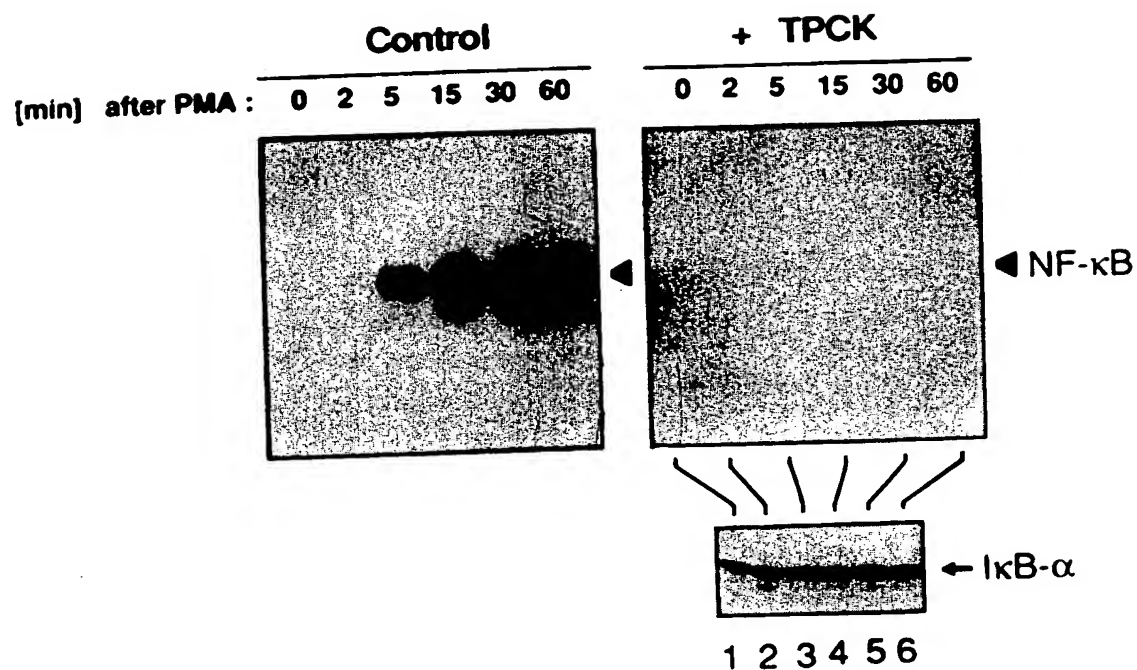 Control
+ TPCK
[min] after PMA : 0 2 5 15 30 60
0 2 5 15 30 60
NF-κB
IκB-α
1 2 3 4 5 6